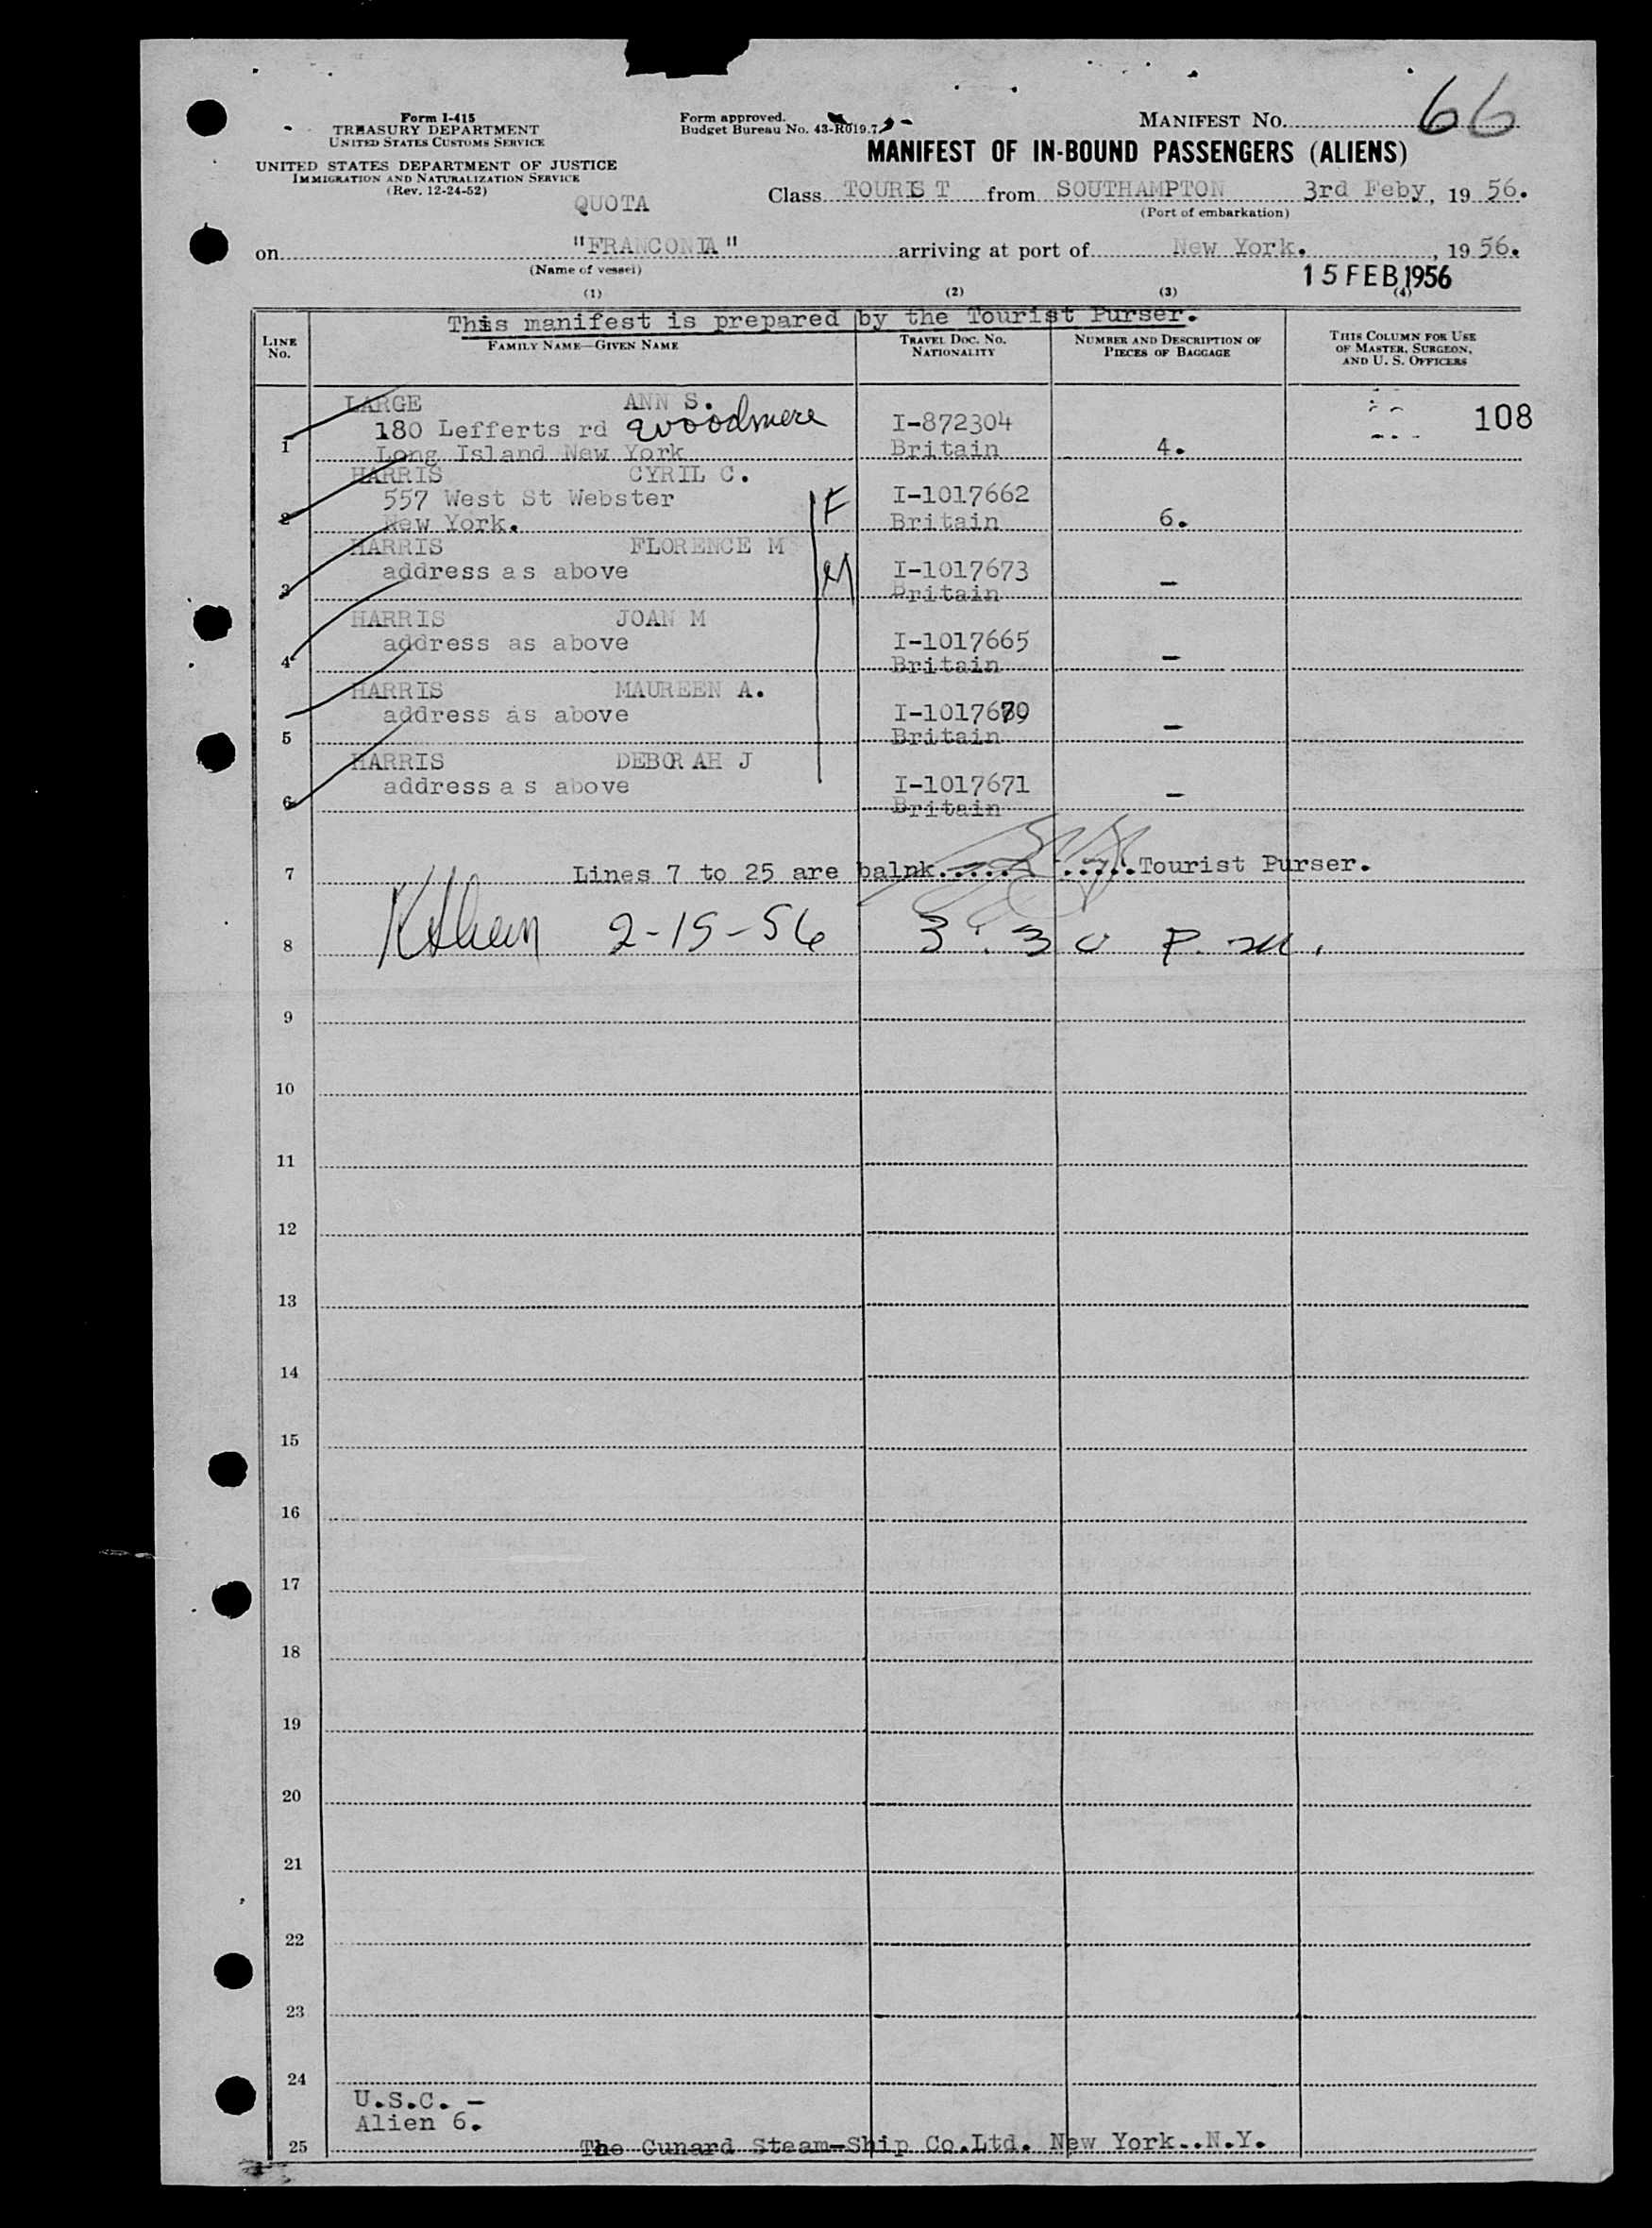 Form I-415
TREASURY DEPARTMENT
UNITED STATES CUSTOMS SERVICE
UNITED STATES DEPARTMENT OF JUSTICE
IMMIGRATION AND NATURALIZATION SERVICE
(Rev. 12-24-52)
Form approved.
Budget Bureau No. 43-R019.7
MANIFEST NO. 66
MANIFEST OF IN-BOUND PASSENGERS (ALIENS)
QUOTA
Class TOURIST from SOUTHAMPTON 3rd Feby, 19 56.
(Port of embarkation)
on "FRANCONIA" arriving at port of New York. , 19 56.
(Name of vessel)
15 FEB 1956
(1) (2) (3) (4)
This manifest is prepared by the Tourist Purser.
LINE No. FAMILY NAME—GIVEN NAME TRAVEL DOC. NO. NATIONALITY NUMBER AND DESCRIPTION OF PIECES OF BAGGAGE THIS COLUMN FOR USE OF MASTER, SURGEON, AND U. S. OFFICERS
LARGE ANN S.
180 Lefferts rd woodmere I-872304 108
1 Long Island New York Britain 4.
HARRIS CYRIL C.
557 West St Webster F I-1017662
2 New York. Britain 6.
HARRIS FLORENCE M
address as above M I-1017673
3 Britain –
HARRIS JOAN M
address as above I-1017665
4 Britain –
HARRIS MAUREEN A.
address as above
5 Britain –
HARRIS DEBORAH J
address as above I-1017671
6 Britain –
7 Lines 7 to 25 are balnk..........Tourist Purser.
8 2-15-56 3:30 P.M.
9
10
11
12
13
14
15
16
17
18
19
20
21
22
23
24
U.S.C. –
Alien 6.
25 The Cunard Steam-Ship Co.Ltd. New York..N.Y.